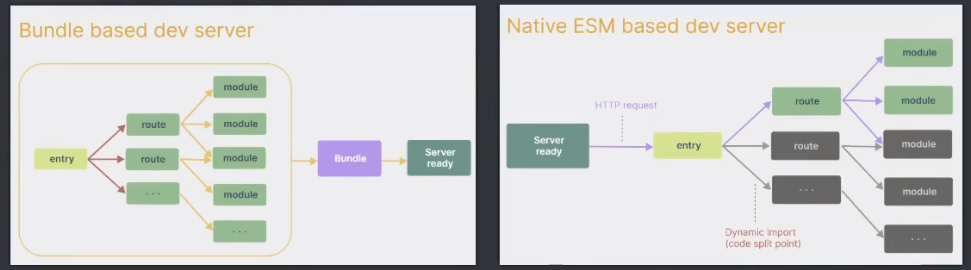 Bundle based dev server
entry
route
route
...
module
module
module
module
...
Bundle
Server
ready
Native ESM based dev server
Server
ready
HTTP request
entry
route
route
...
module
module
module
module
...
Dynamic import
(code split point)